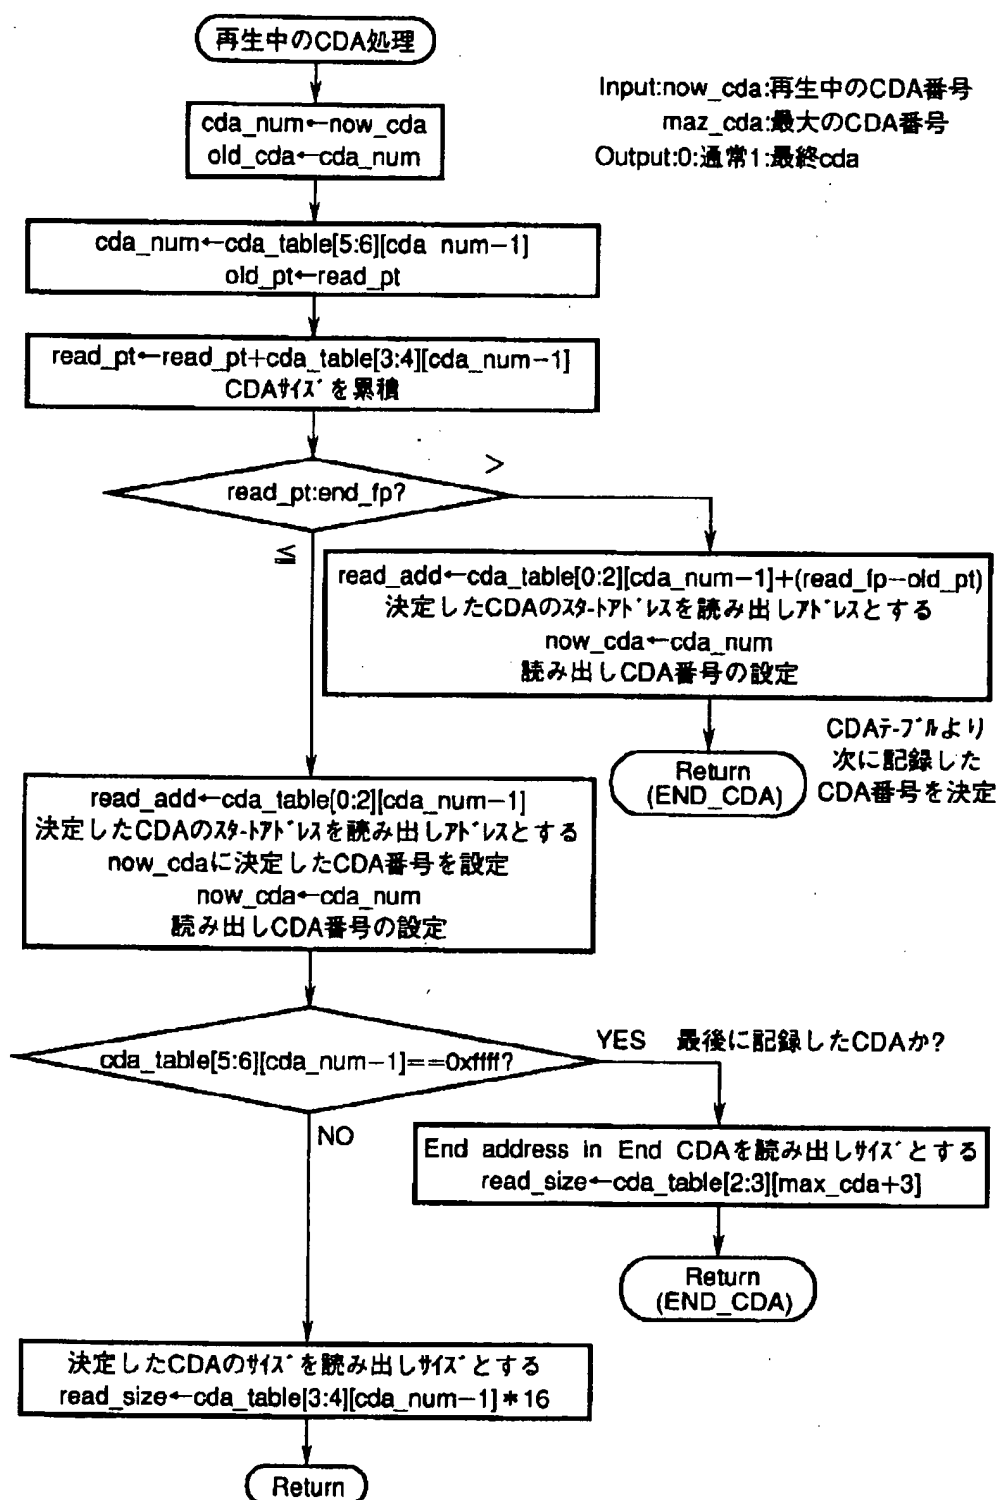 再生中のCDA処理
Input:now_cda:再生中のCDA番号
maz_cda:最大のCDA番号
Output:0:通常1:最終cda
cda_num←now_cda
old_cda←cda_num
cda_num←cda_table[5:6][cda_num−1]
old_pt←read_pt
read_pt←read_pt+cda_table[3:4][cda_num−1]
CDAｻｲｽﾞを累積
read_pt:end_fp?
>
≦
read_add←cda_table[0:2][cda_num−1]+(read_fp−old_pt)
決定したCDAのｽﾀｰﾄｱﾄﾞﾚｽを読み出しｱﾄﾞﾚｽとする
now_cda←cda_num
読み出しCDA番号の設定
Return
(END_CDA)
CDAﾃｰﾌﾞﾙより
次に記録した
CDA番号を決定
read_add←cda_table[0:2][cda_num−1]
決定したCDAのｽﾀｰﾄｱﾄﾞﾚｽを読み出しｱﾄﾞﾚｽとする
now_cdaに決定したCDA番号を設定
now_cda←cda_num
読み出しCDA番号の設定
cda_table[5:6][cda_num−1]==0xffff?
YES 最後に記録したCDAか?
NO
End address in End CDAを読み出しｻｲｽﾞとする
read_size←cda_table[2:3][max_cda+3]
Return
(END_CDA)
決定したCDAのｻｲｽﾞを読み出しｻｲｽﾞとする
read_size←cda_table[3:4][cda_num−1]*16
Return